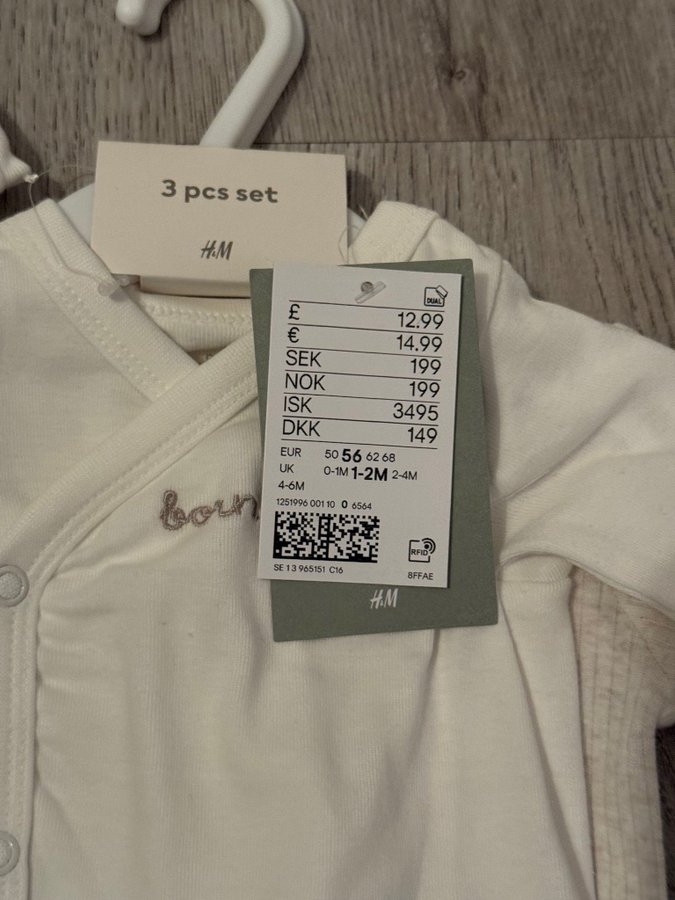 3 pcs set
H&M
DUAL
£ 12.99
€ 14.99
SEK 199
NOK 199
ISK 3495
DKK 149
EUR 50 56 62 68
UK 0-1M 1-2M 2-4M
4-6M
1251996 001 10 0 6564
RFID
SE 1 3 965151 C16
8FFAE
H&M
born